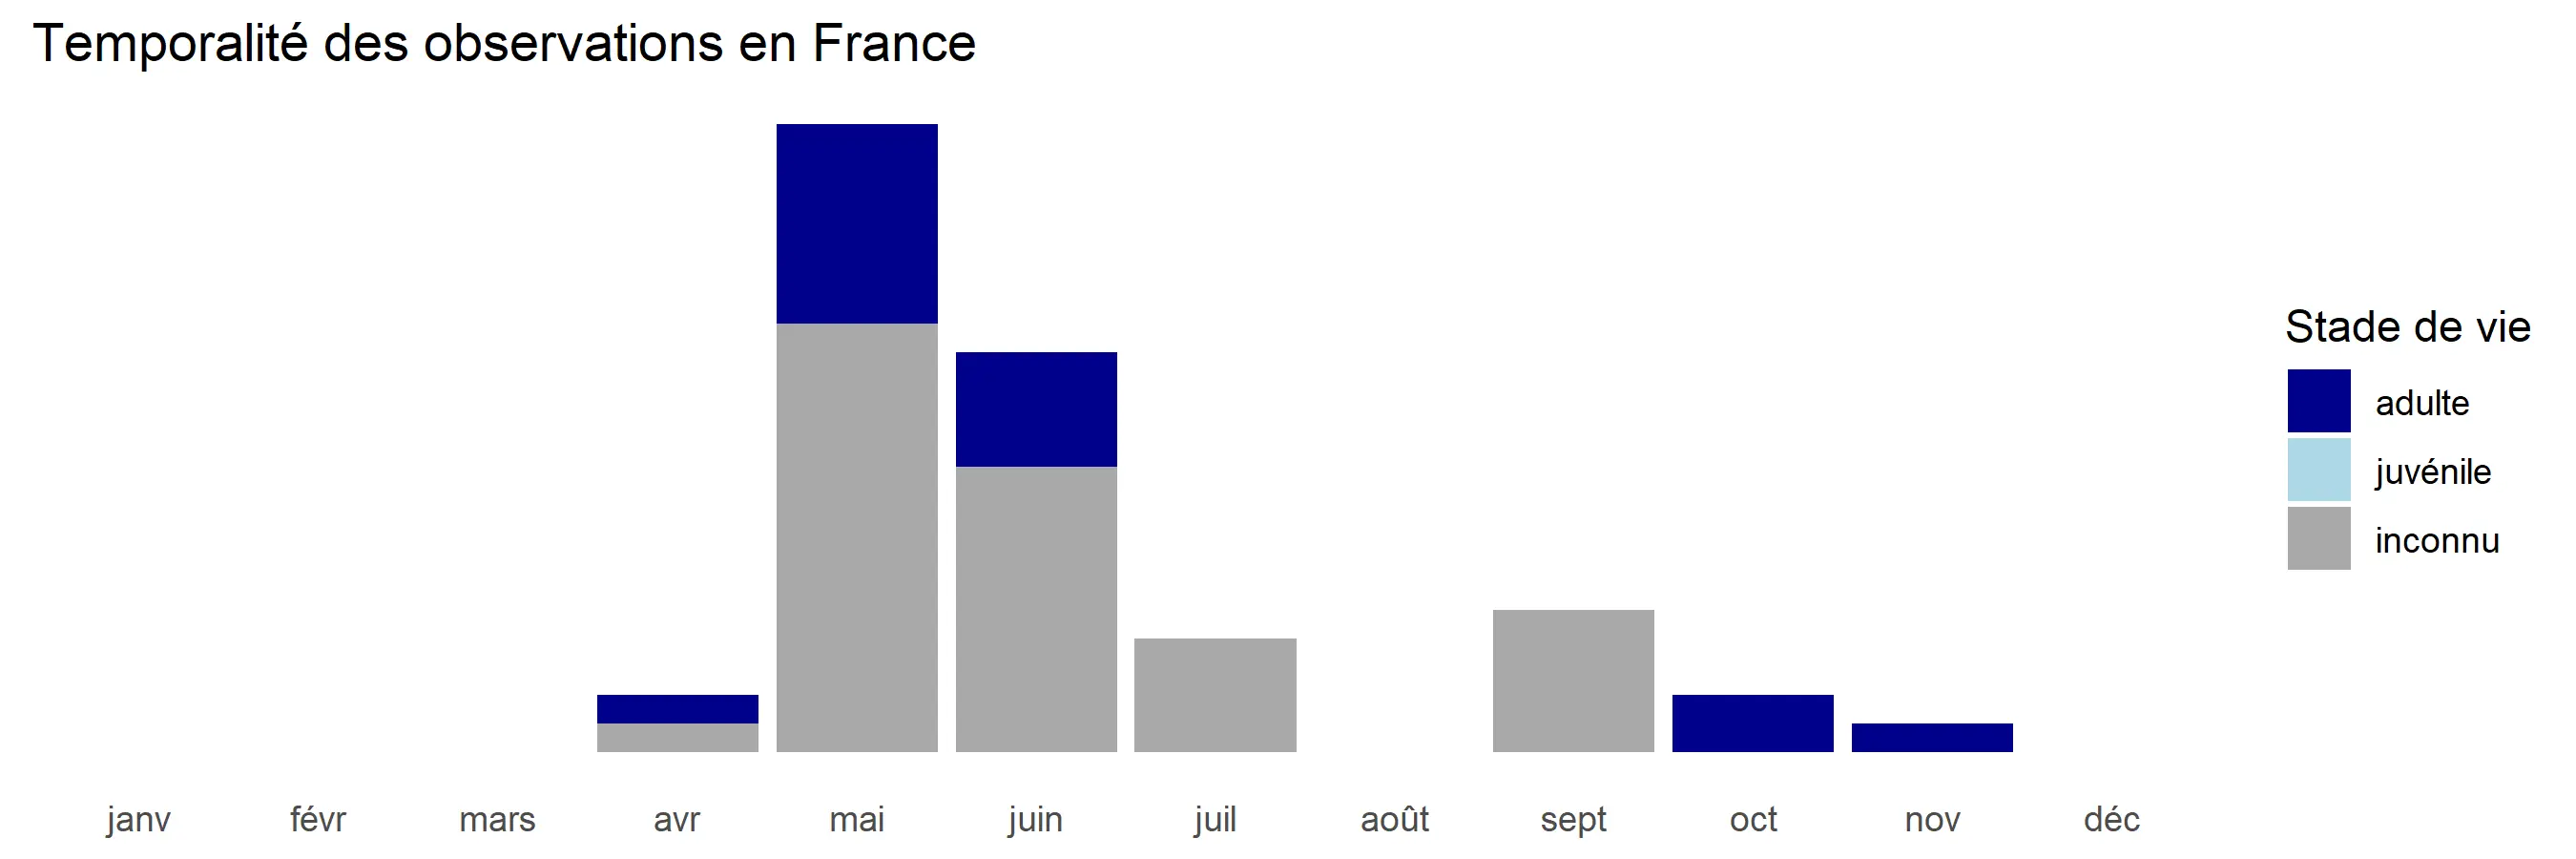 Temporalité des observations en France
Stade de vie
adulte
juvénile
inconnu
janv févr mars avr mai juin juil août sept oct nov déc